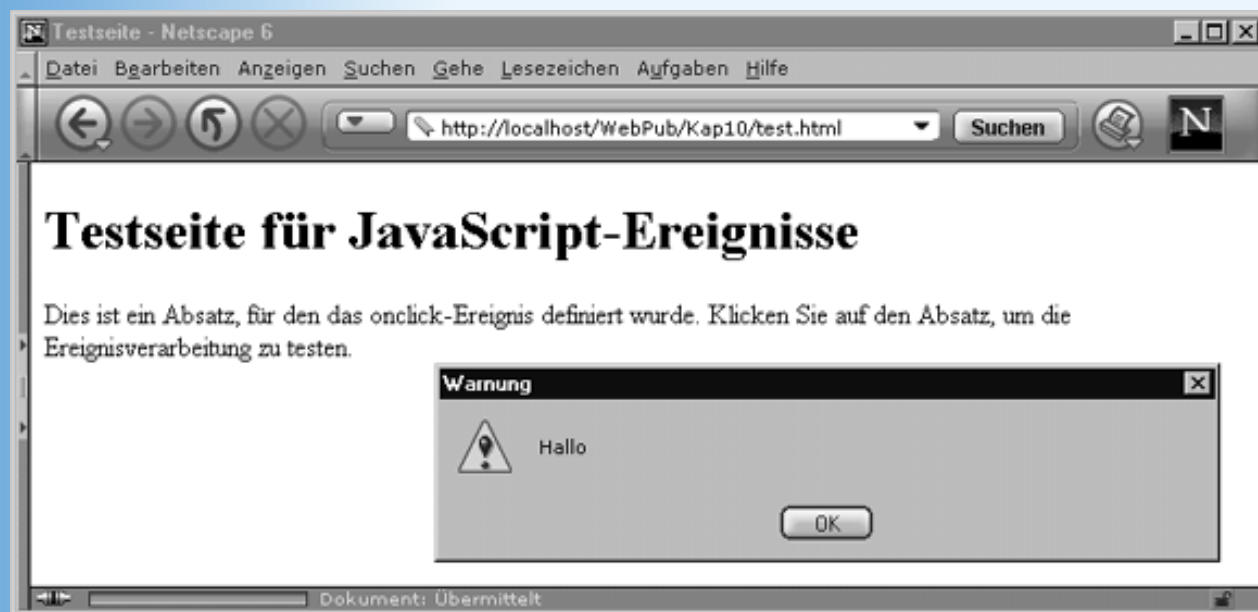 Testseite - Netscape 6
Datei Bearbeiten Anzeigen Suchen Gehe Lesezeichen Aufgaben Hilfe
http://localhost/WebPub/Kap10/test.html Suchen N
Testseite für JavaScript-Ereignisse
Dies ist ein Absatz, für den das onclick-Ereignis definiert wurde. Klicken Sie auf den Absatz, um die
Ereignisverarbeitung zu testen.
Warnung
Hallo
OK
Dokument: Übermittelt